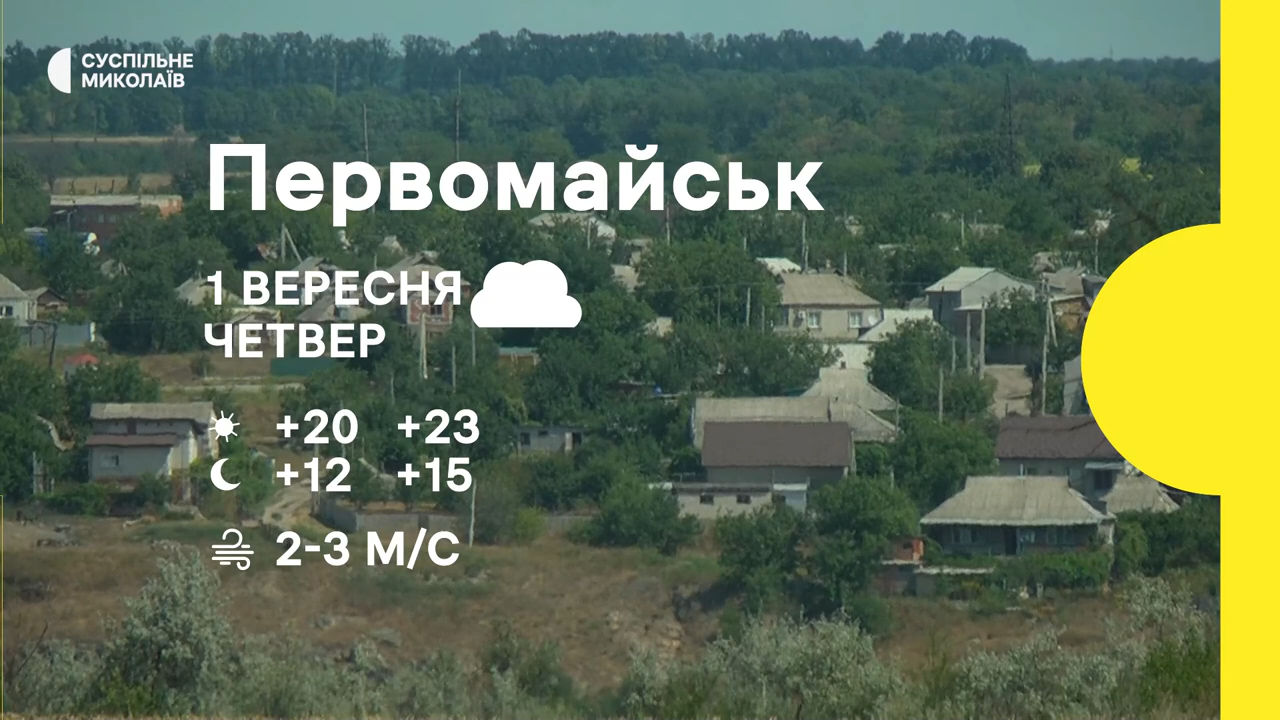 СУСПІЛЬНЕ
МИКОЛАЇВ
Первомайськ
1 ВЕРЕСНЯ
ЧЕТВЕР
+20 +23
+12 +15
2-3 М/С